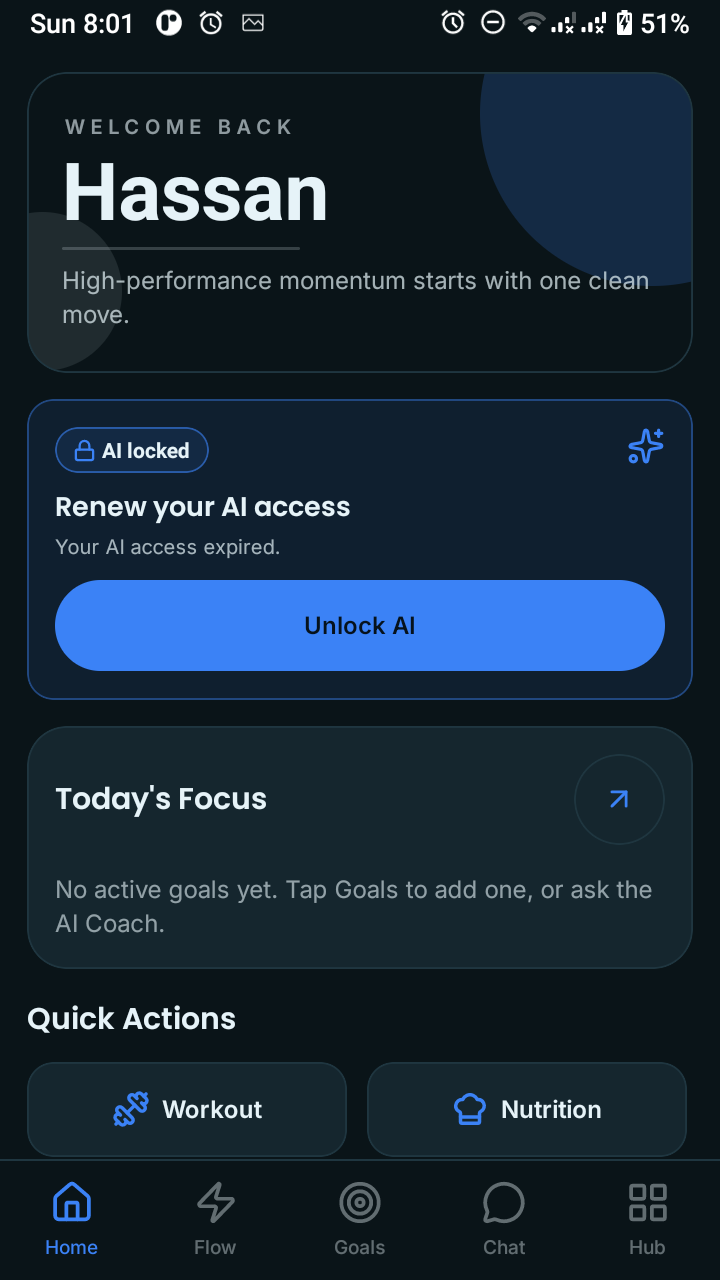 Sun 8:01
51%
WELCOME BACK
Hassan
High-performance momentum starts with one clean
move.
AI locked
Renew your AI access
Your AI access expired.
Unlock AI
Today's Focus
No active goals yet. Tap Goals to add one, or ask the
AI Coach.
Quick Actions
Workout
Nutrition
Home
Flow
Goals
Chat
Hub